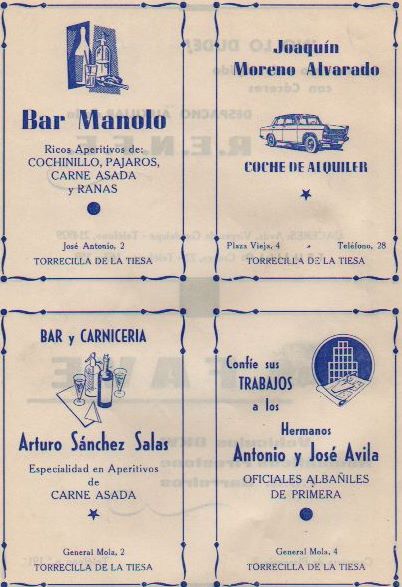 Bar Manolo
Ricos Aperitivos de:
COCHINILLO, PAJAROS,
CARNE ASADA
y RANAS
José Antonio, 2
TORRECILLA DE LA TIESA
Joaquín
Moreno Alvarado
COCHE DE ALQUILER
Plaza Vieja, 4 Teléfono, 28
TORRECILLA DE LA TIESA
BAR y CARNICERIA
Arturo Sánchez Salas
Especialidad en Aperitivos
de
CARNE ASADA
General Mola, 2
TORRECILLA DE LA TIESA
Confíe sus
TRABAJOS
a los
Hermanos
Antonio y José Avila
OFICIALES ALBAÑILES
DE PRIMERA
General Mola, 4
TORRECILLA DE LA TIESA